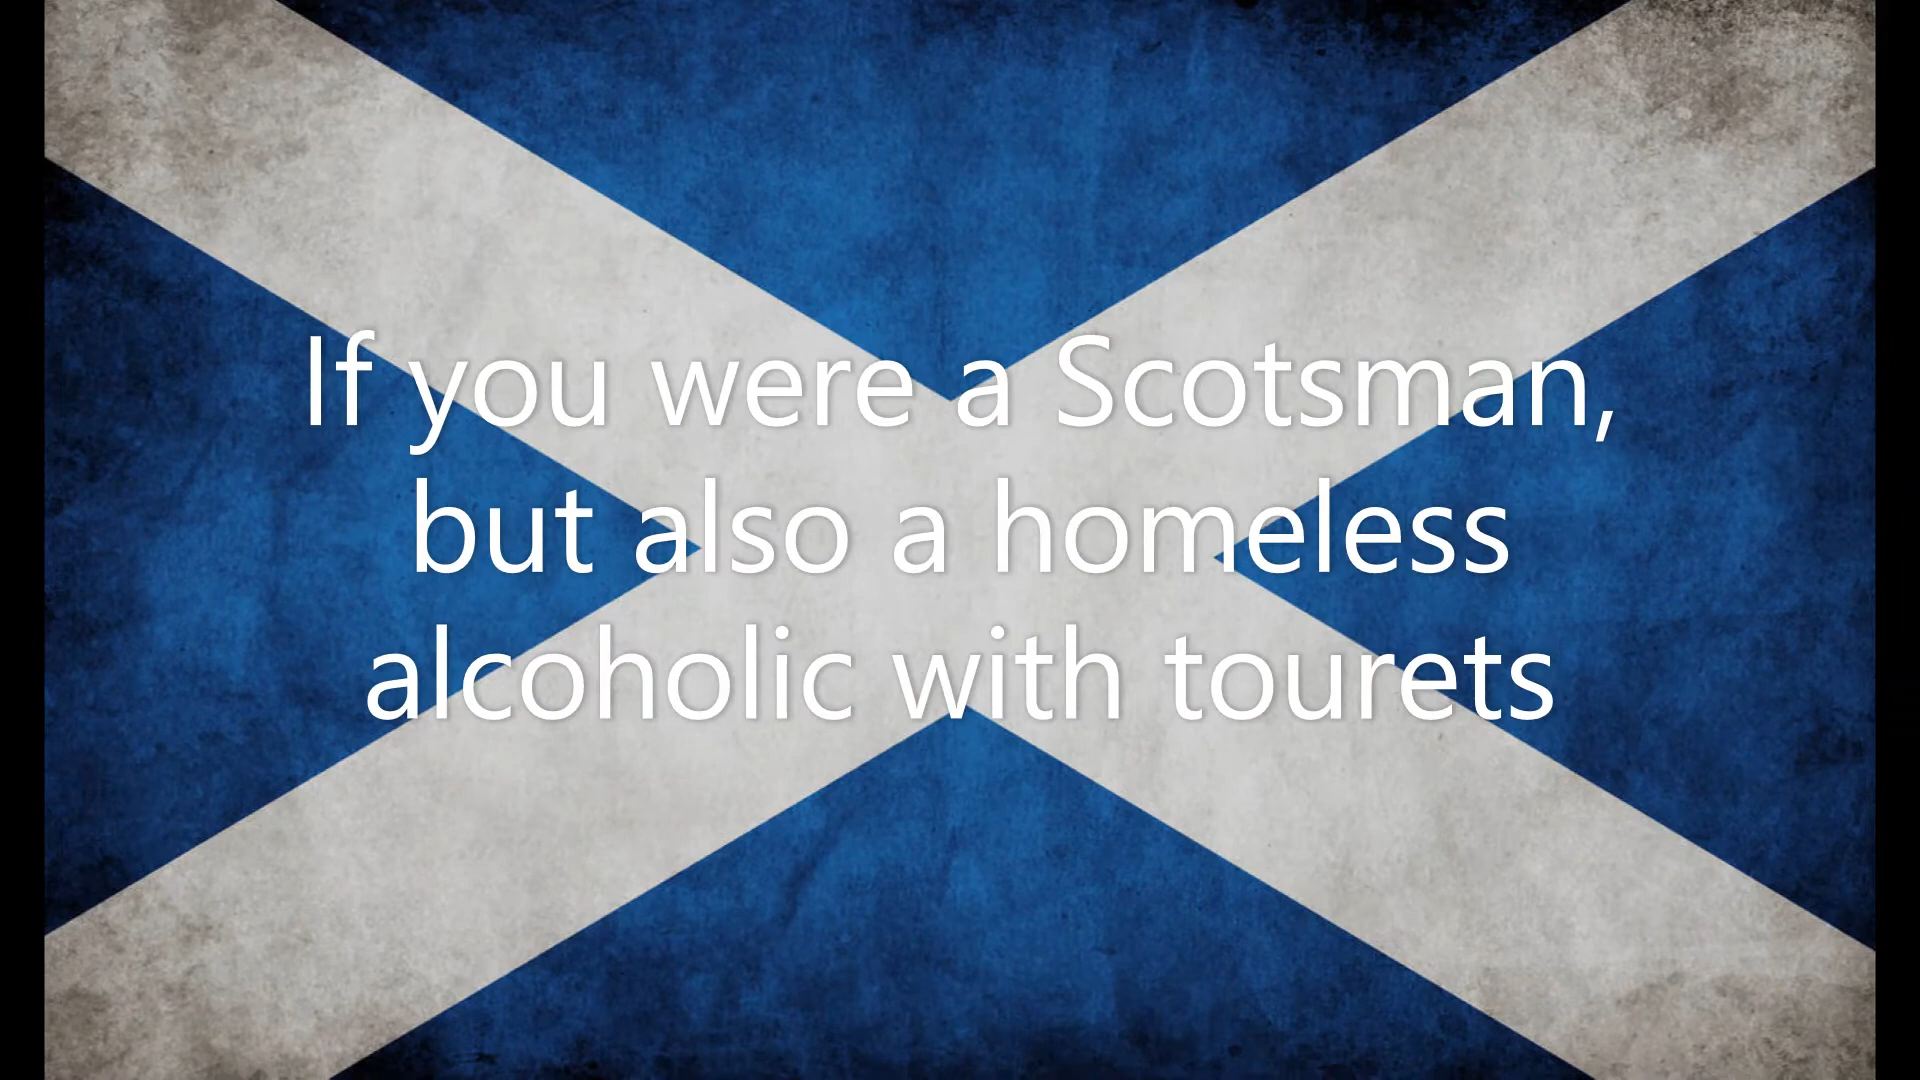 If you were a Scotsman,
but also a homeless
alcoholic with tourets